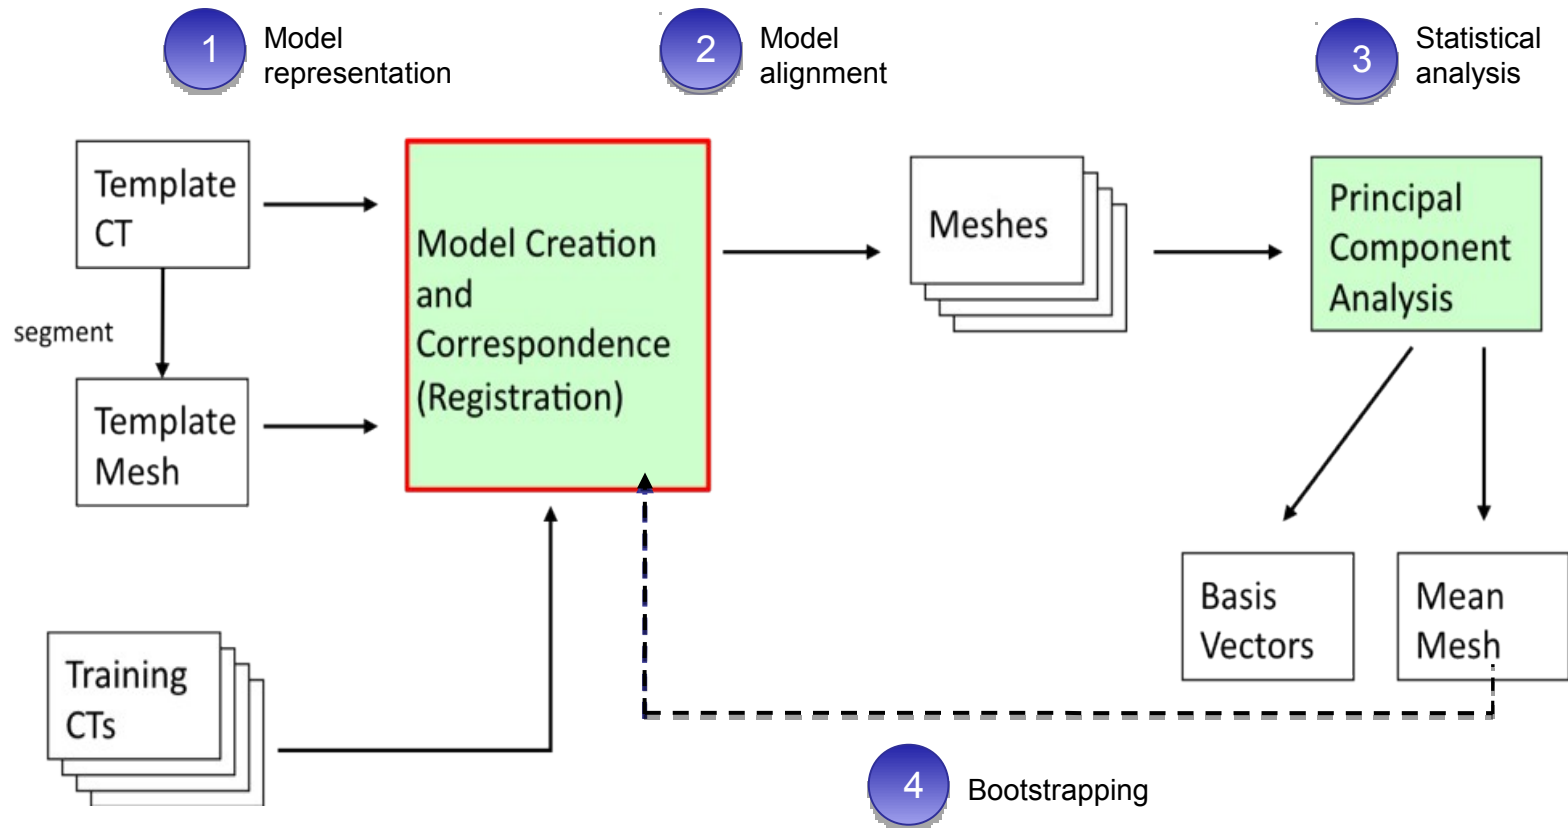 1
Model
representation
2
Model
alignment
3
Statistical
analysis
Template
CT
segment
Template
Mesh
Model Creation
and
Correspondence
(Registration)
Meshes
Principal
Component
Analysis
Basis
Vectors
Mean
Mesh
Training
CTs
4
Bootstrapping